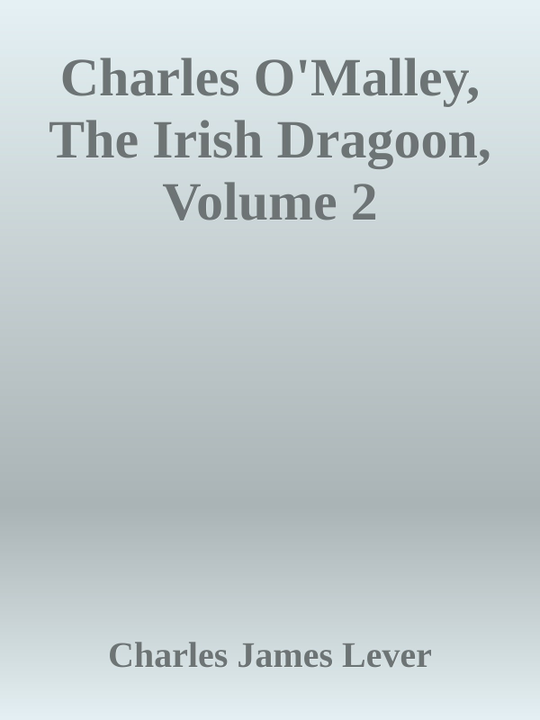 Charles O'Malley,
The Irish Dragoon,
Volume 2
Charles James Lever